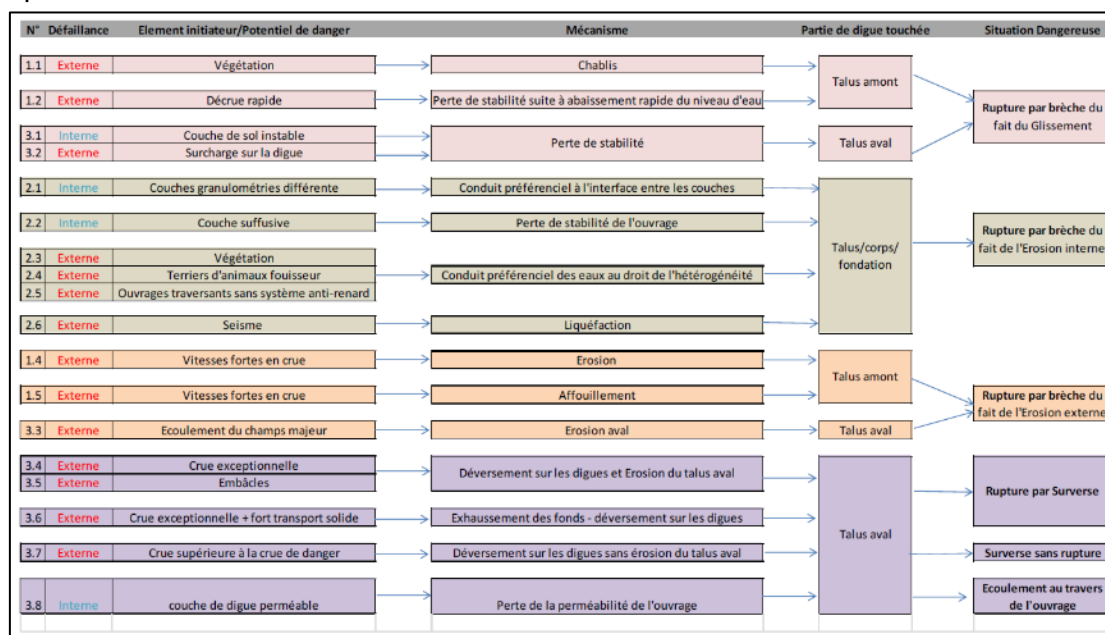 N° Défaillance Element initiateur/Potentiel de danger Mécanisme Partie de digue touchée Situation Dangereuse
1.1 Externe Végétation Chablis
Talus amont
1.2 Externe Décrue rapide Perte de stabilité suite à abaissement rapide du niveau d'eau
Rupture par brèche du
fait du Glissement
3.1 Interne Couche de sol instable
Perte de stabilité Talus aval
3.2 Externe Surcharge sur la digue
2.1 Interne Couches granulométries différente Conduit préférenciel à l'interface entre les couches
2.2 Interne Couche suffusive Perte de stabilité de l'ouvrage
Talus/corps/
fondation
Rupture par brèche du
fait de l'Erosion interne
2.3 Externe Végétation
2.4 Externe Terriers d'animaux fouisseur Conduit préférenciel des eaux au droit de l'hétérogénéité
2.5 Externe Ouvrages traversants sans système anti-renard
2.6 Externe Seisme Liquéfaction
1.4 Externe Vitesses fortes en crue Erosion
Talus amont
1.5 Externe Vitesses fortes en crue Affouillement
Rupture par brèche du
fait de l'Erosion externe
3.3 Externe Ecoulement du champs majeur Erosion aval Talus aval
3.4 Externe Crue exceptionnelle
Déversement sur les digues et Erosion du talus aval
3.5 Externe Embâcles
Rupture par Surverse
3.6 Externe Crue exceptionnelle + fort transport solide Exhaussement des fonds - déversement sur les digues
Talus aval
3.7 Externe Crue supérieure à la crue de danger Déversement sur les digues sans érosion du talus aval Surverse sans rupture
3.8 Interne couche de digue perméable Perte de la perméabilité de l'ouvrage
Ecoulement au travers
de l'ouvrage